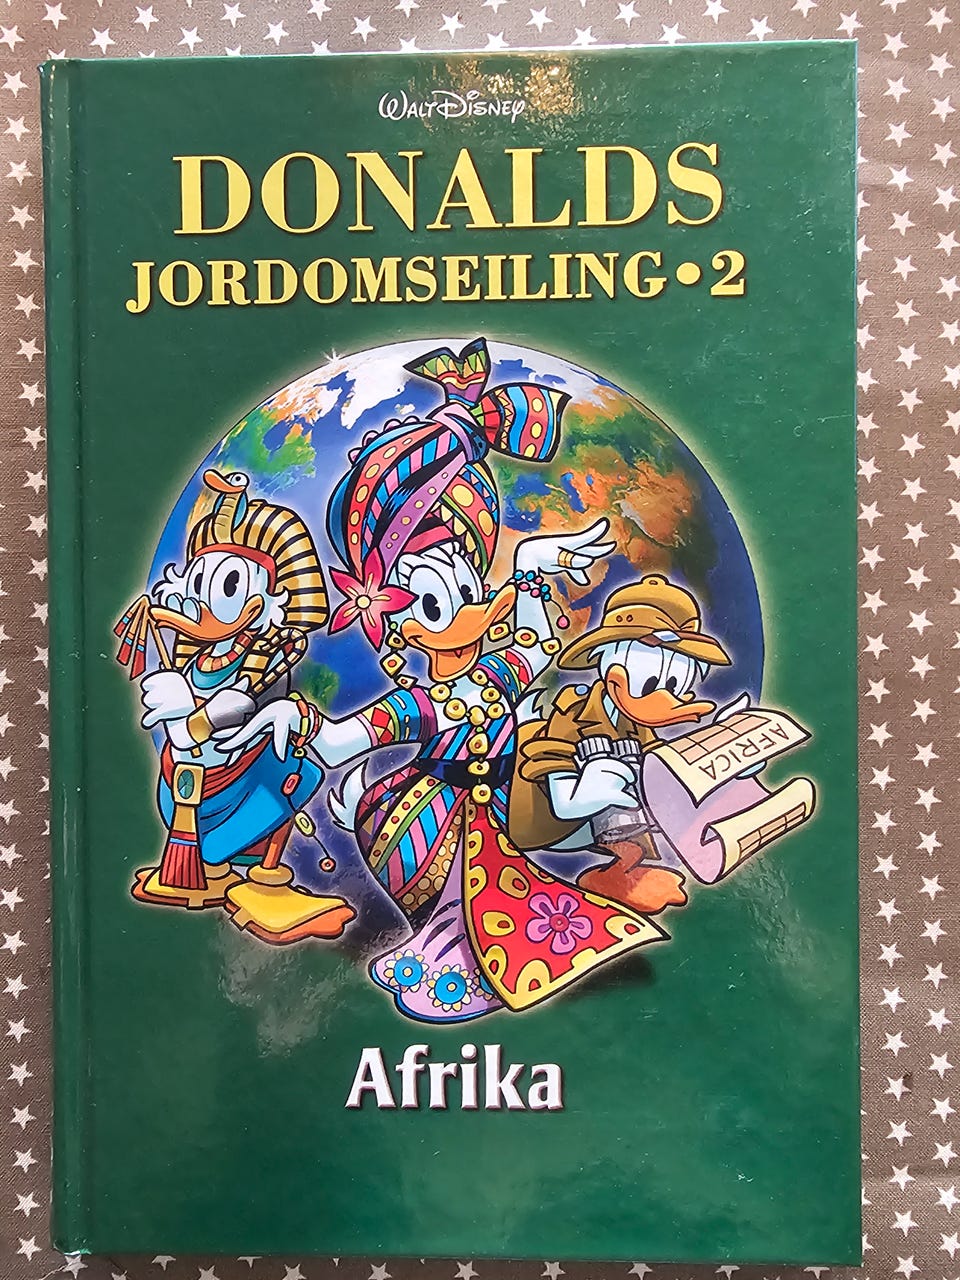 WALT DISNEY
DONALDS
JORDOMSEILING • 2
AFRICA
Afrika